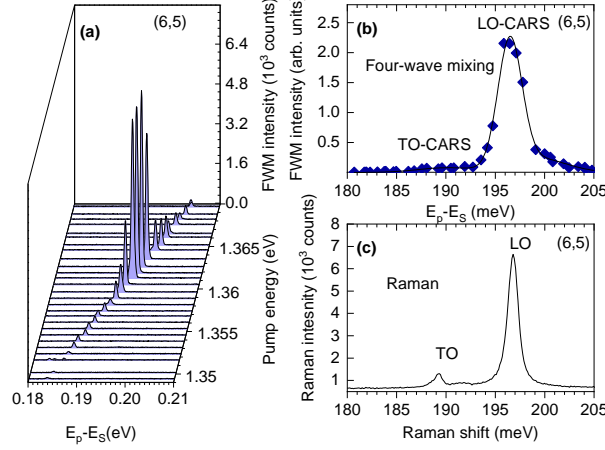 (a)
(6,5)
7.2
6.4
4.8
3.2
1.6
0.0
FWM intensity (10³ counts)
1.365
1.36
1.355
1.35
Pump energy (eV)
0.18 0.19 0.20 0.21
E_p-E_S(eV)
(b)
LO-CARS
(6,5)
Four-wave mixing
TO-CARS
2.5
2.0
1.5
1.0
0.5
FWM intensity (arb. units)
180 185 190 195 200 205
E_p-E_S (meV)
(c)
LO
(6,5)
Raman
TO
8
7
6
5
4
3
2
1
Raman intesnity (10³ counts)
180 185 190 195 200 205
Raman shift (meV)